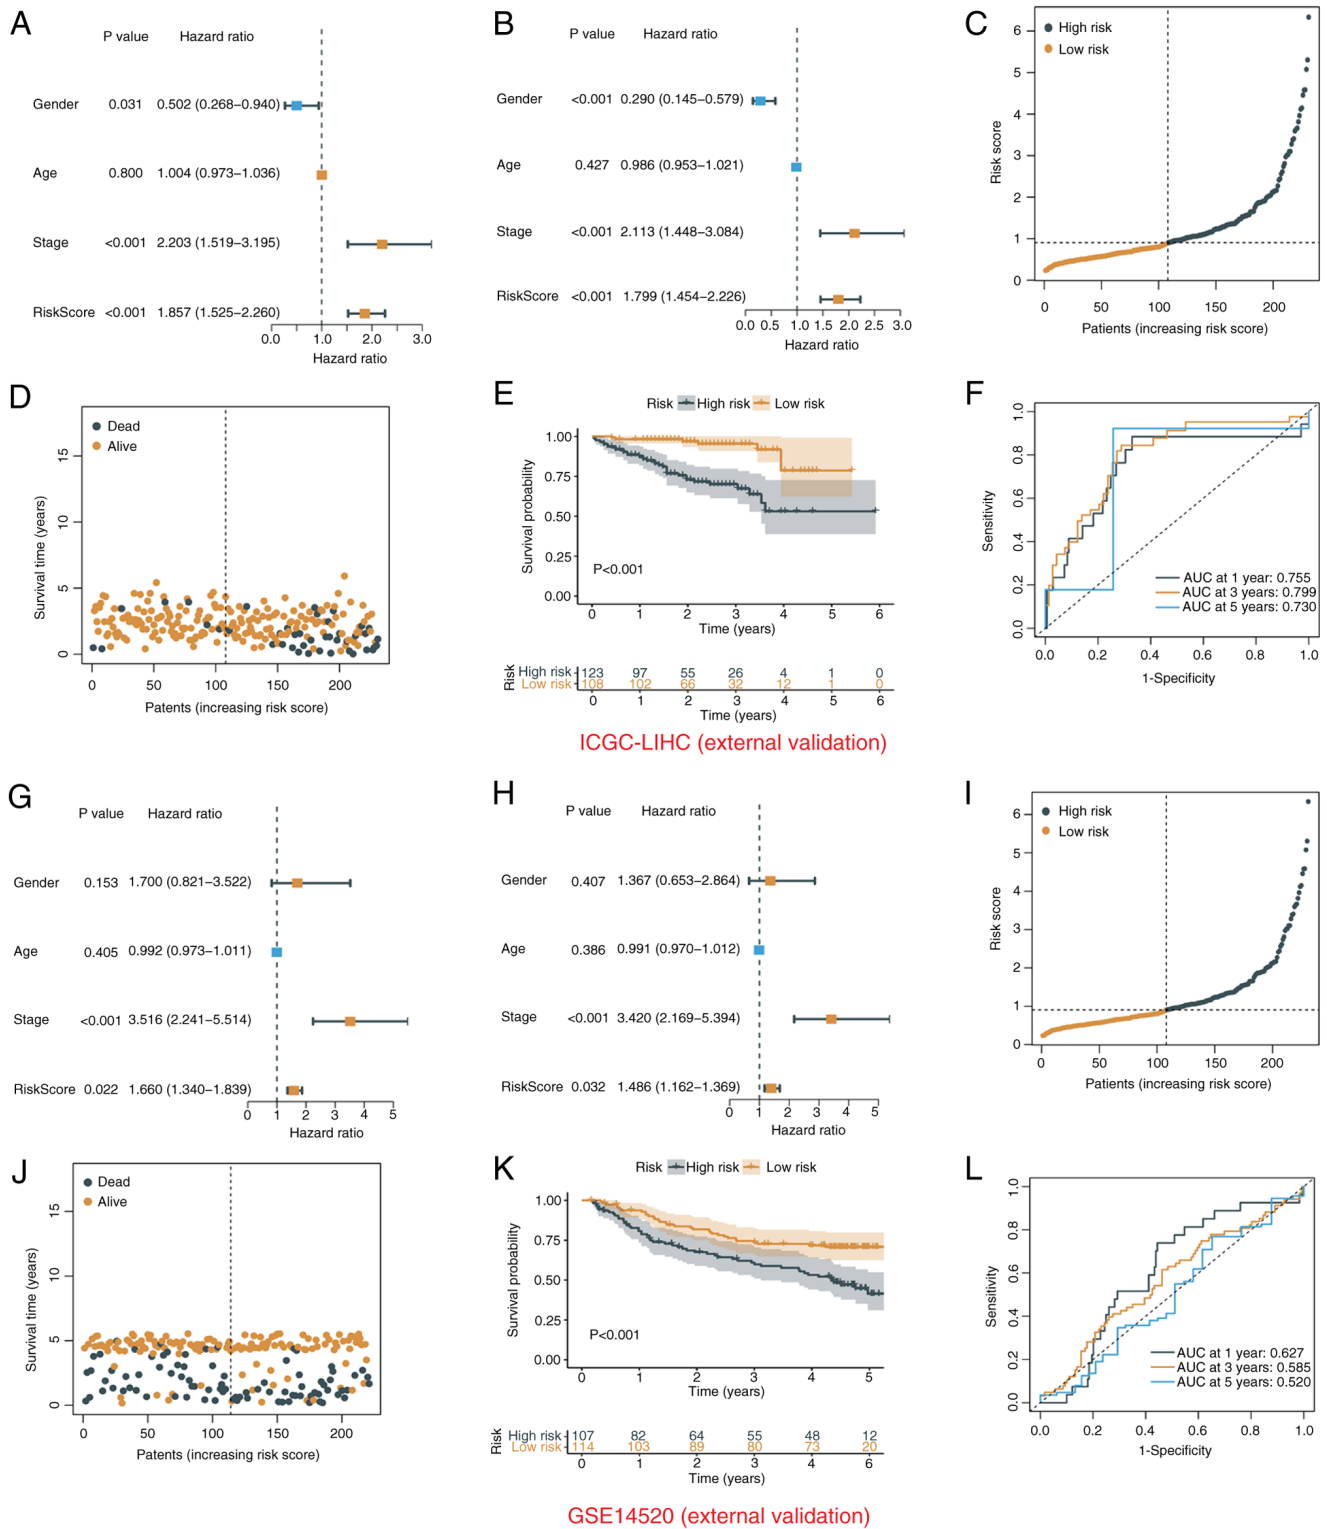 A
P value Hazard ratio
Gender 0.031 0.502 (0.268–0.940)
Age 0.800 1.004 (0.973–1.036)
Stage <0.001 2.203 (1.519–3.195)
RiskScore <0.001 1.857 (1.525–2.260)
0.0 1.0 2.0 3.0
Hazard ratio
B
P value Hazard ratio
Gender <0.001 0.290 (0.145–0.579)
Age 0.427 0.986 (0.953–1.021)
Stage <0.001 2.113 (1.448–3.084)
RiskScore <0.001 1.799 (1.454–2.226)
0.0 0.5 1.0 1.5 2.0 2.5 3.0
Hazard ratio
C
High risk
Low risk
Risk score
6
5
4
3
2
1
0
0 50 100 150 200
Patients (increasing risk score)
D
Dead
Alive
Survival time (years)
15
10
5
0
0 50 100 150 200
Patents (increasing risk score)
E
Risk High risk Low risk
Survival probability
1.00
0.75
0.50
0.25
0.00
P<0.001
0 1 2 3 4 5 6
Time (years)
Risk
High risk 123 97 55 26 4 1 0
Low risk 108 102 66 32 12 1 0
0 1 2 3 4 5 6
Time (years)
ICGC-LIHC (external validation)
F
Sensitivity
1.0
0.8
0.6
0.4
0.2
0.0
AUC at 1 year: 0.755
AUC at 3 years: 0.799
AUC at 5 years: 0.730
0.0 0.2 0.4 0.6 0.8 1.0
1-Specificity
G
P value Hazard ratio
Gender 0.153 1.700 (0.821–3.522)
Age 0.405 0.992 (0.973–1.011)
Stage <0.001 3.516 (2.241–5.514)
RiskScore 0.022 1.660 (1.340–1.839)
0 1 2 3 4 5
Hazard ratio
H
P value Hazard ratio
Gender 0.407 1.367 (0.653–2.864)
Age 0.386 0.991 (0.970–1.012)
Stage <0.001 3.420 (2.169–5.394)
RiskScore 0.032 1.486 (1.162–1.369)
0 1 2 3 4 5
Hazard ratio
I
High risk
Low risk
Risk score
6
5
4
3
2
1
0
0 50 100 150 200
Patients (increasing risk score)
J
Dead
Alive
Survival time (years)
15
10
5
0
0 50 100 150 200
Patents (increasing risk score)
K
Risk High risk Low risk
Survival probability
1.00
0.75
0.50
0.25
0.00
P<0.001
0 1 2 3 4 5
Time (years)
Risk
High risk 107 82 64 55 48 12
Low risk 114 103 89 80 73 20
0 1 2 3 4 6
Time (years)
GSE14520 (external validation)
L
Sensitivity
1.0
0.8
0.6
0.4
0.2
0.0
AUC at 1 year: 0.627
AUC at 3 years: 0.585
AUC at 5 years: 0.520
0.0 0.2 0.4 0.6 0.8 1.0
1-Specificity